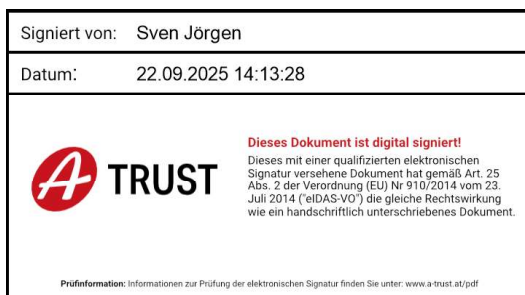 Signiert von: Sven Jörgen
Datum: 22.09.2025 14:13:28
Dieses Dokument ist digital signiert!
Dieses mit einer qualifizierten elektronischen
Signatur versehene Dokument hat gemäß Art. 25
Abs. 2 der Verordnung (EU) Nr 910/2014 vom 23.
Juli 2014 ("eIDAS-VO") die gleiche Rechtswirkung
wie ein handschriftlich unterschriebenes Dokument.
A TRUST
Prüfinformation: Informationen zur Prüfung der elektronischen Signatur finden Sie unter: www.a-trust.at/pdf